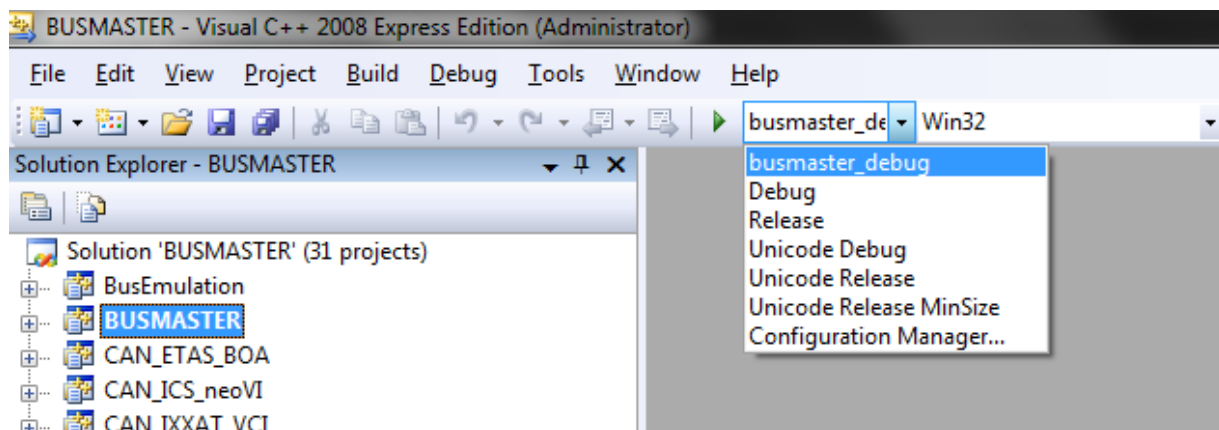 BUSMASTER - Visual C++ 2008 Express Edition (Administrator)
File Edit View Project Build Debug Tools Window Help
busmaster_de Win32
Solution Explorer - BUSMASTER
busmaster_debug
Debug
Release
Unicode Debug
Unicode Release
Unicode Release MinSize
Configuration Manager...
Solution 'BUSMASTER' (31 projects)
BusEmulation
BUSMASTER
CAN_ETAS_BOA
CAN_ICS_neoVI
CAN_IXXAT_VCI